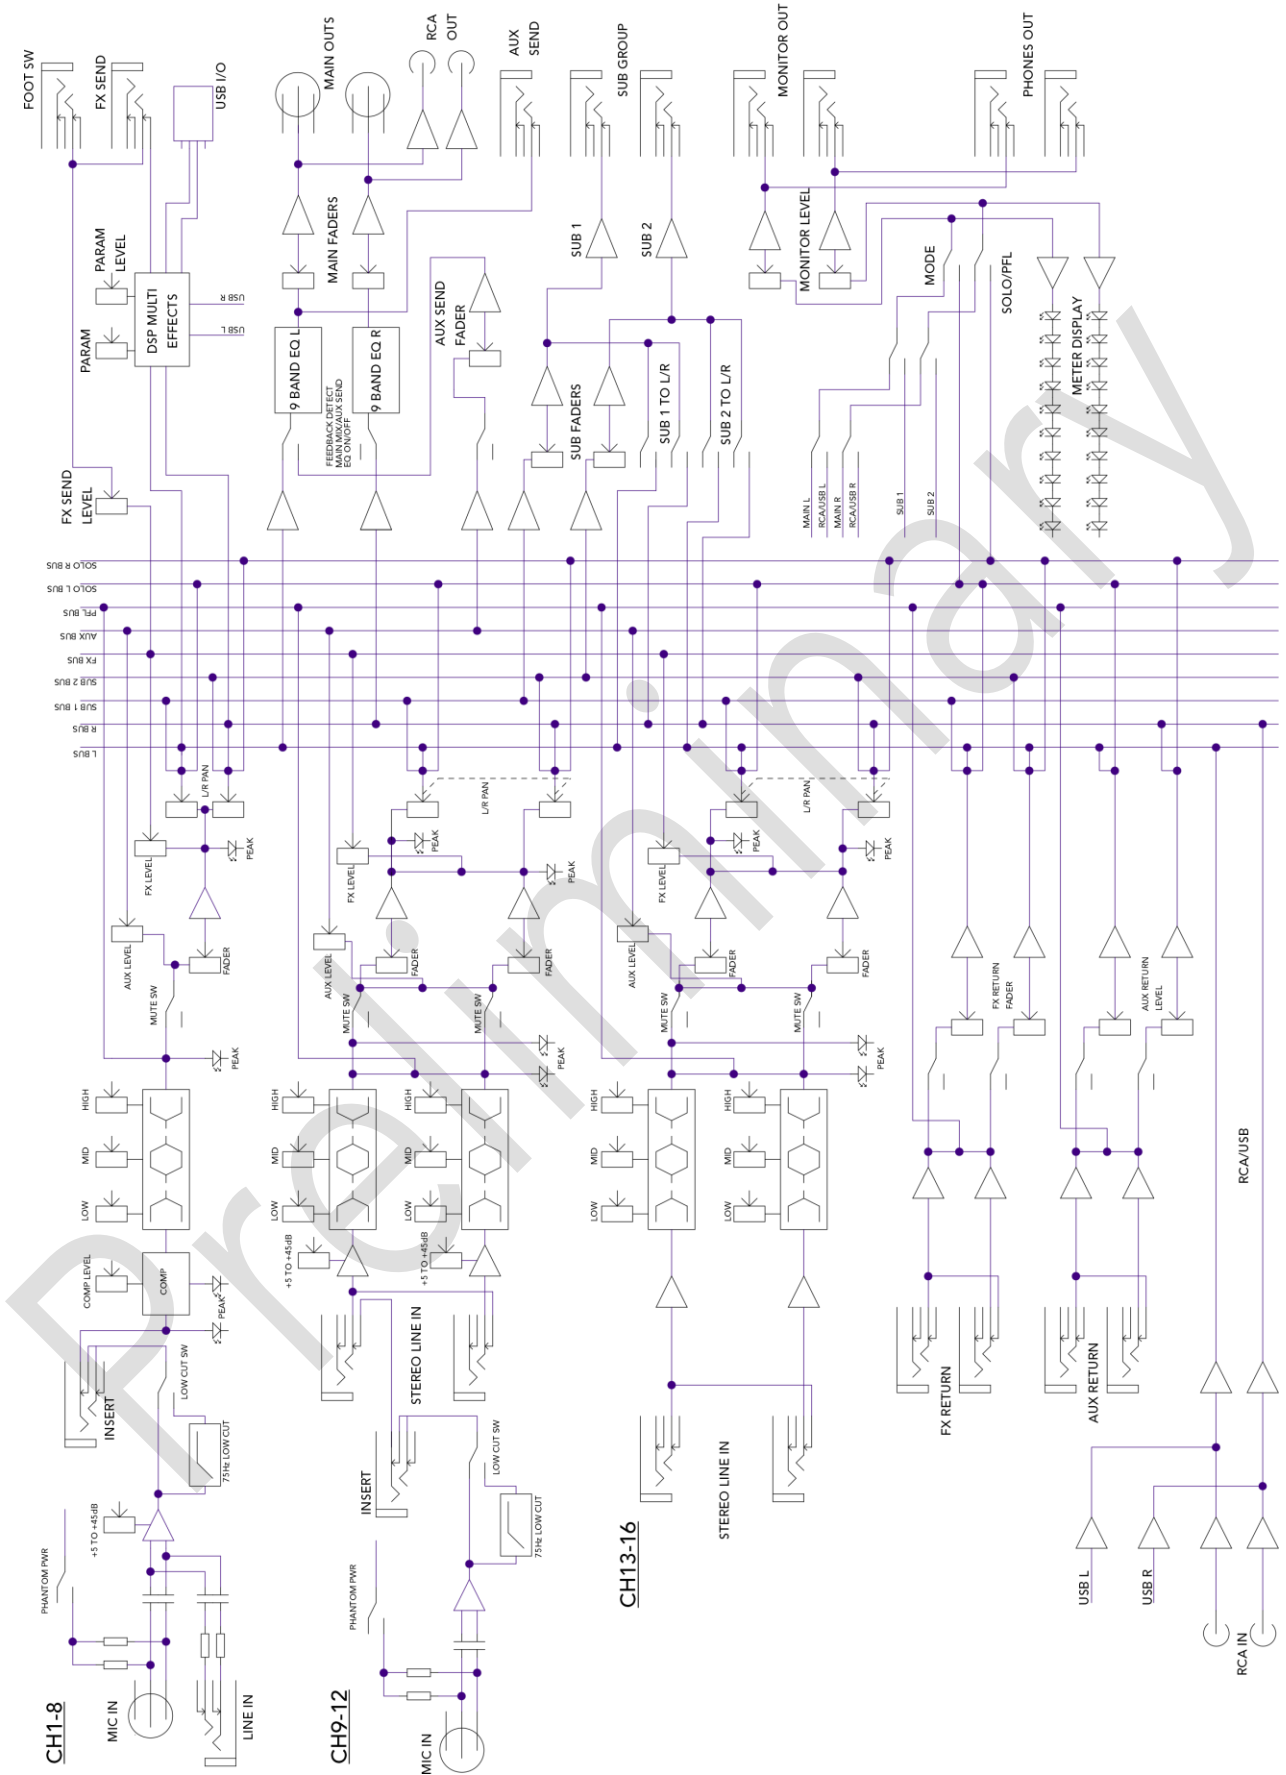 FOOT SW
FX SEND
USB I/O
MAIN OUTS
RCA
OUT
AUX
SEND
SUB GROUP
MONITOR OUT
PHONES OUT
PARAM
LEVEL
PARAM
DSP MULTI
EFFECTS
USB R
USB L
FX SEND
LEVEL
MAIN FADERS
9 BAND EQ L
9 BAND EQ R
FEEDBACK DETECT
MAIN MIX/AUX SEND
EQ ON/OFF
AUX SEND
FADER
SUB 1
SUB 2
SUB FADERS
SUB 1 TO L/R
SUB 2 TO L/R
MONITOR LEVEL
MODE
SOLO/PFL
METER DISPLAY
MAIN L
RCA/USB L
MAIN R
RCA/USB R
SUB 1
SUB 2
SOLO R BUS
SOLO L BUS
PFL BUS
AUX BUS
FX BUS
SUB 2 BUS
SUB 1 BUS
R BUS
L BUS
CH1-8
MIC IN
LINE IN
PHANTOM PWR
+5 TO +45dB
75Hz LOW CUT
LOW CUT SW
INSERT
PEAK
COMP LEVEL
COMP
LOW
MID
HIGH
PEAK
MUTE SW
AUX LEVEL
FADER
FX LEVEL
PEAK
L/R PAN
CH9-12
MIC IN
PHANTOM PWR
75Hz LOW CUT
LOW CUT SW
INSERT
STEREO LINE IN
+5 TO +45dB
+5 TO +45dB
LOW
MID
HIGH
LOW
MID
HIGH
PEAK
MUTE SW
MUTE SW
AUX LEVEL
FADER
FADER
FX LEVEL
PEAK
PEAK
L/R PAN
CH13-16
STEREO LINE IN
LOW
MID
HIGH
LOW
MID
HIGH
PEAK
MUTE SW
MUTE SW
AUX LEVEL
FADER
FADER
FX LEVEL
PEAK
PEAK
L/R PAN
FX RETURN
FX RETURN
FADER
AUX RETURN
AUX RETURN
LEVEL
RCA/USB
USB L
USB R
RCA IN
Preliminary